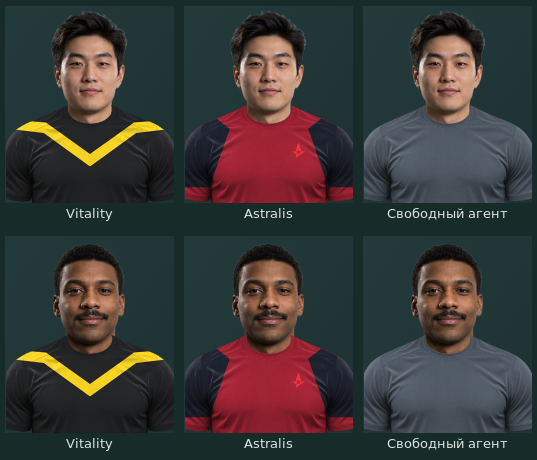 Vitality
Astralis
Свободный агент
Vitality
Astralis
Свободный агент